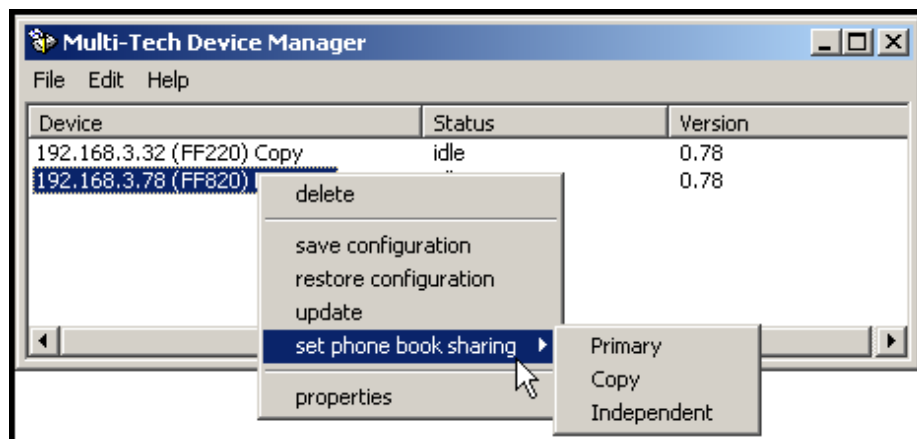 Multi-Tech Device Manager
File Edit Help
Device Status Version
192.168.3.32 (FF220) Copy idle 0.78
192.168.3.78 (FF820) 0.78
delete
save configuration
restore configuration
update
set phone book sharing
properties
Primary
Copy
Independent